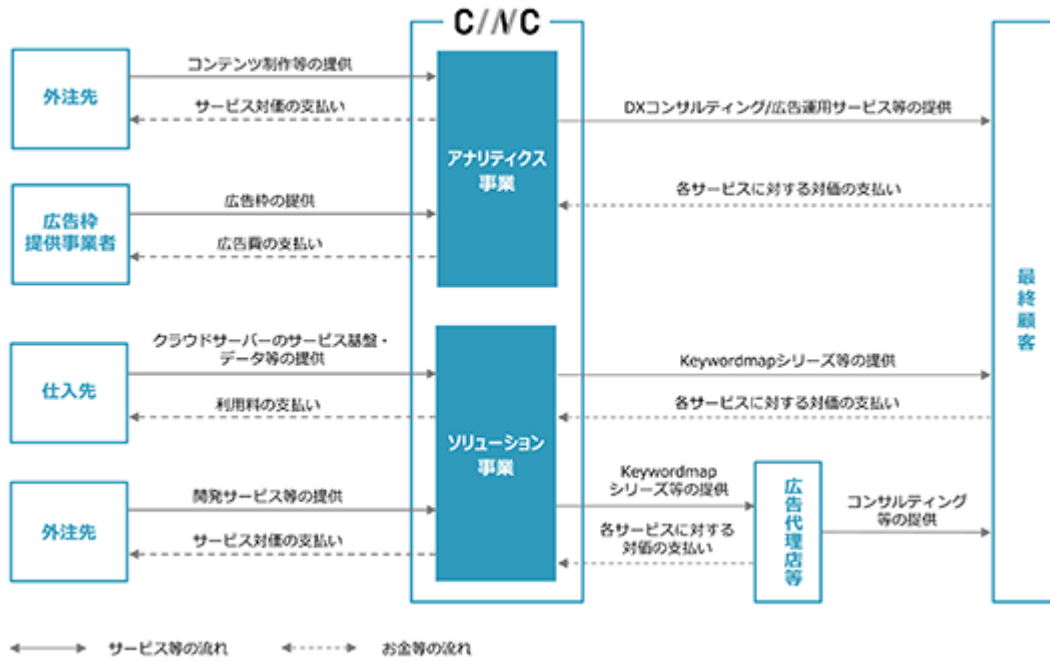 CINC
外注先
コンテンツ制作等の提供
サービス対価の支払い
広告枠
提供事業者
広告枠の提供
広告費の支払い
アナリティクス
事業
DXコンサルティング/広告運用サービス等の提供
各サービスに対する対価の支払い
仕入先
クラウドサーバーのサービス基盤・
データ等の提供
利用料の支払い
外注先
開発サービス等の提供
サービス対価の支払い
ソリューション
事業
Keywordmapシリーズ等の提供
各サービスに対する対価の支払い
Keywordmap
シリーズ等の提供
各サービスに対する
対価の支払い
広告代理店等
コンサルティング
等の提供
最終顧客
サービス等の流れ
お金等の流れ